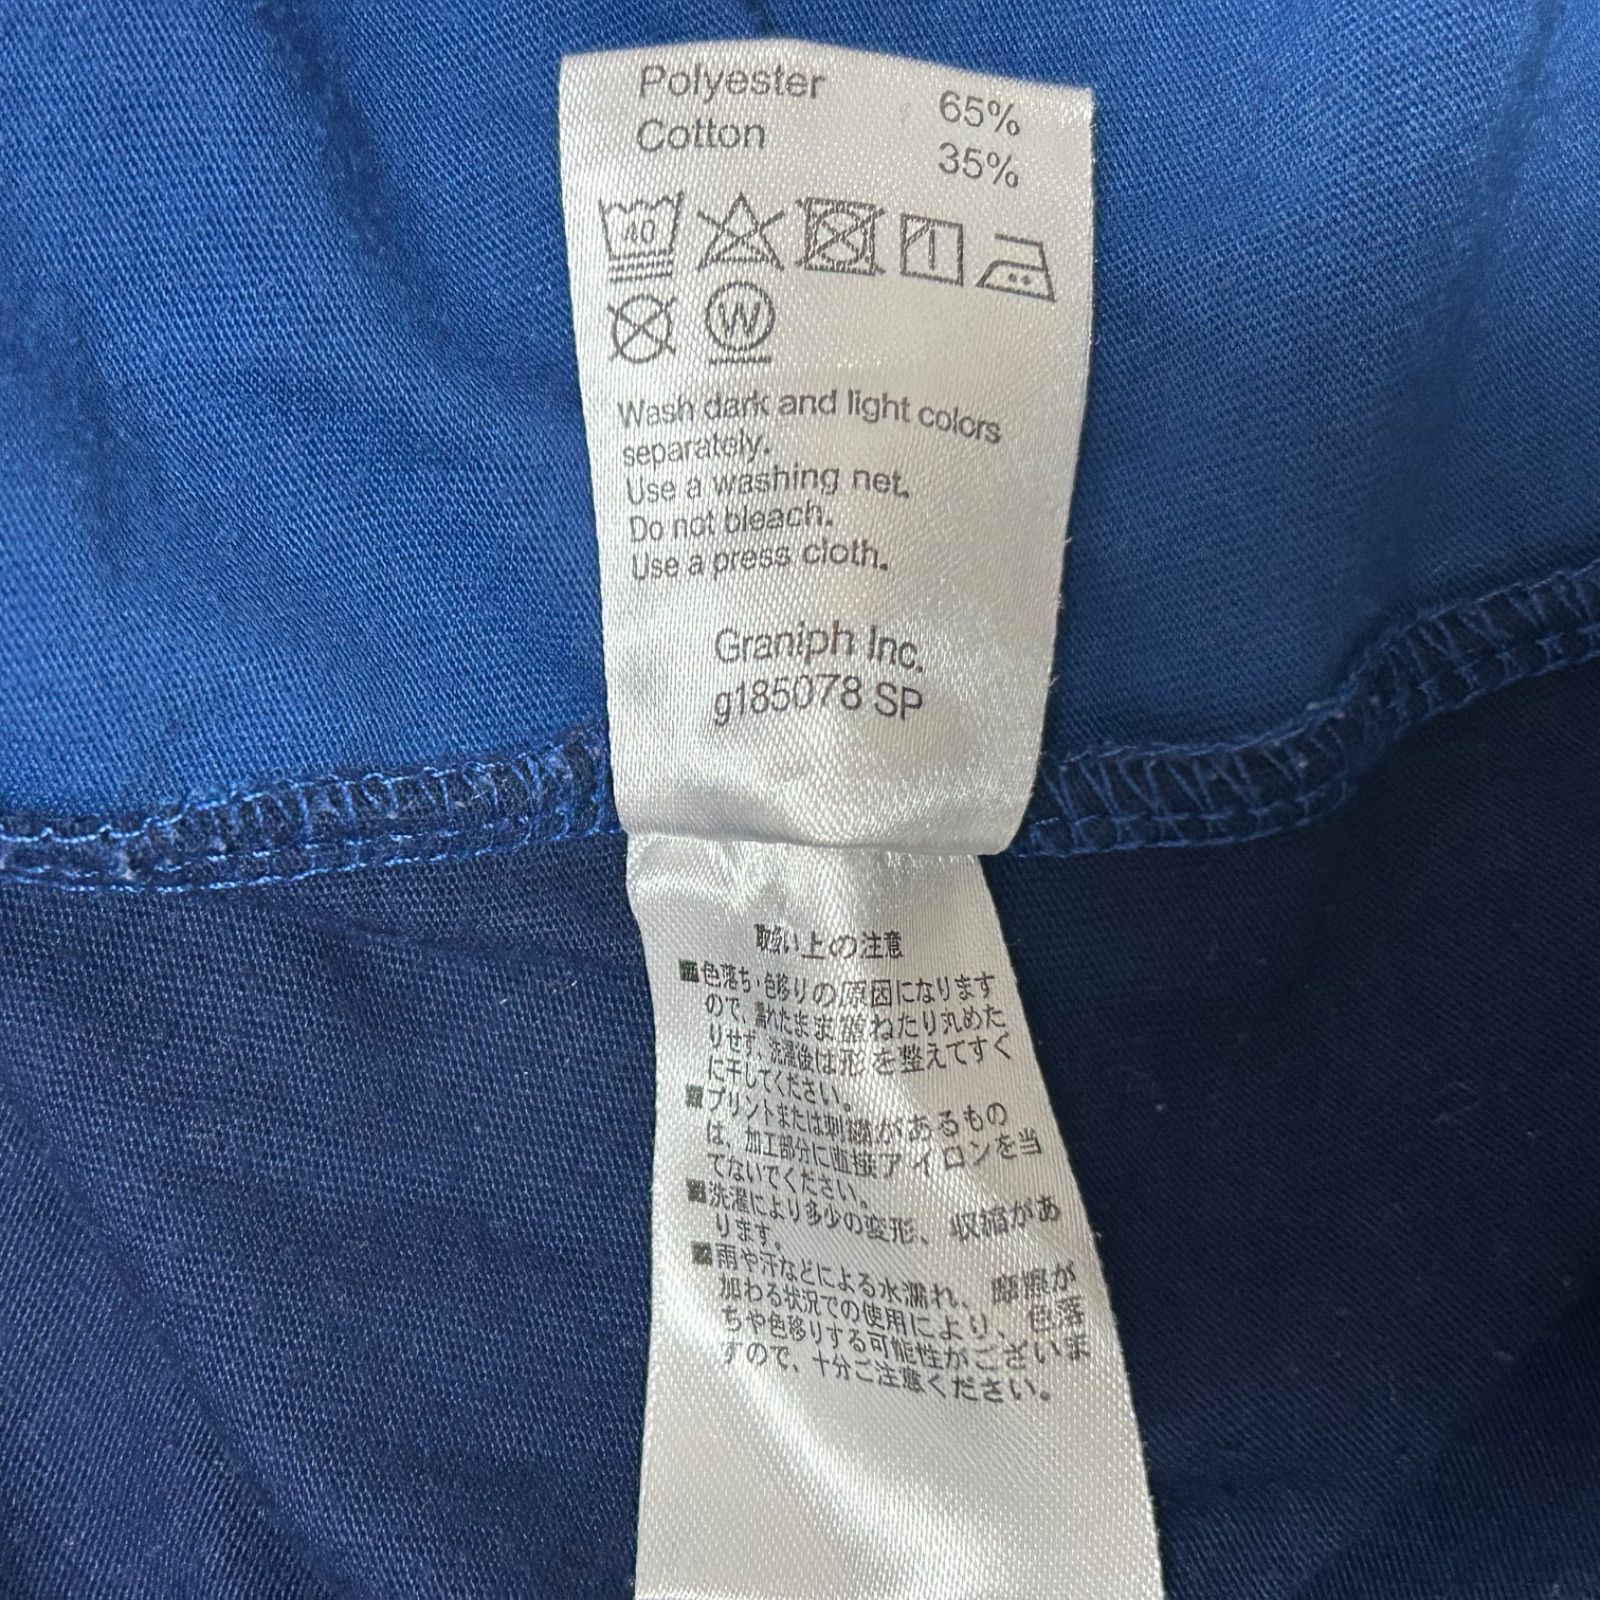 Polyester 65%
Cotton 35%
40
W
Wash dark and light colors
separately.
Use a washing net.
Do not bleach.
Use a press cloth.
Graniph Inc.
g185078 SP
取扱い上の注意
■色落ち・色移りの原因になります
ので、濡れたまま重ねたり丸めた
りせず、洗濯後は形を整えてすぐ
に干してください。
■プリントまたは刺繍があるもの
は、加工部分に直接アイロンを当
てないでください。
■洗濯により多少の変形、収縮があ
ります。
■雨や汗などによる水濡れ、摩擦が
加わる状況での使用により、色落
ちや色移りする可能性がございま
すので、十分ご注意ください。